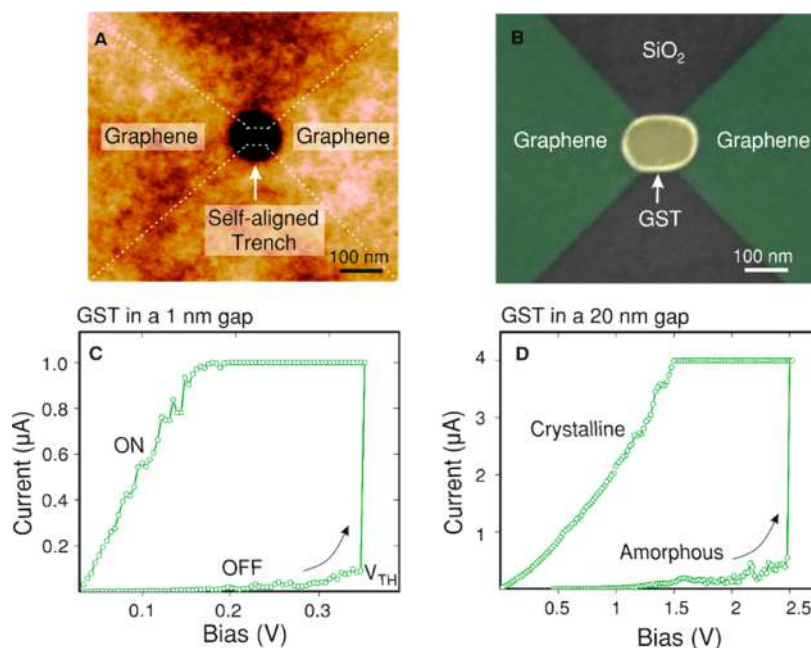 A
Graphene
Graphene
Self-aligned
Trench
100 nm
B
SiO₂
Graphene
Graphene
GST
100 nm
GST in a 1 nm gap
C
1.0
0.8
0.6
0.4
0.2
Current (µA)
ON
OFF
V_TH
0.1
0.2
0.3
Bias (V)
GST in a 20 nm gap
D
4
3
2
1
Current (µA)
Crystalline
Amorphous
0.5
1
1.5
2
2.5
Bias (V)